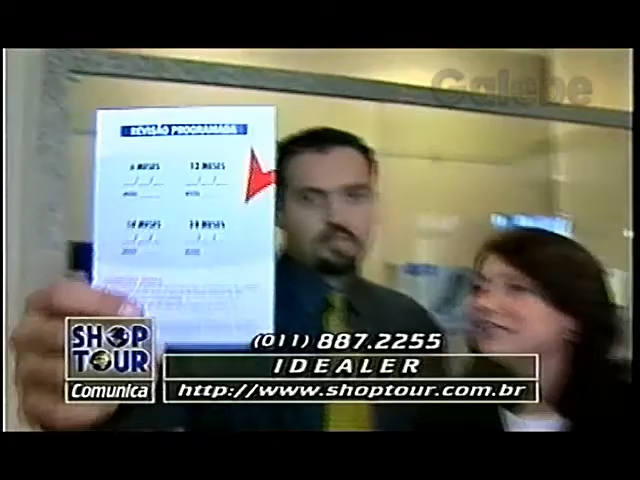 Galebe
REVISÃO PROGRAMADA
6 MESES 12 MESES
18 MESES 24 MESES
SHOP
TOUR
Comunica
(011) 887.2255
IDEALER
http://www.shoptour.com.br